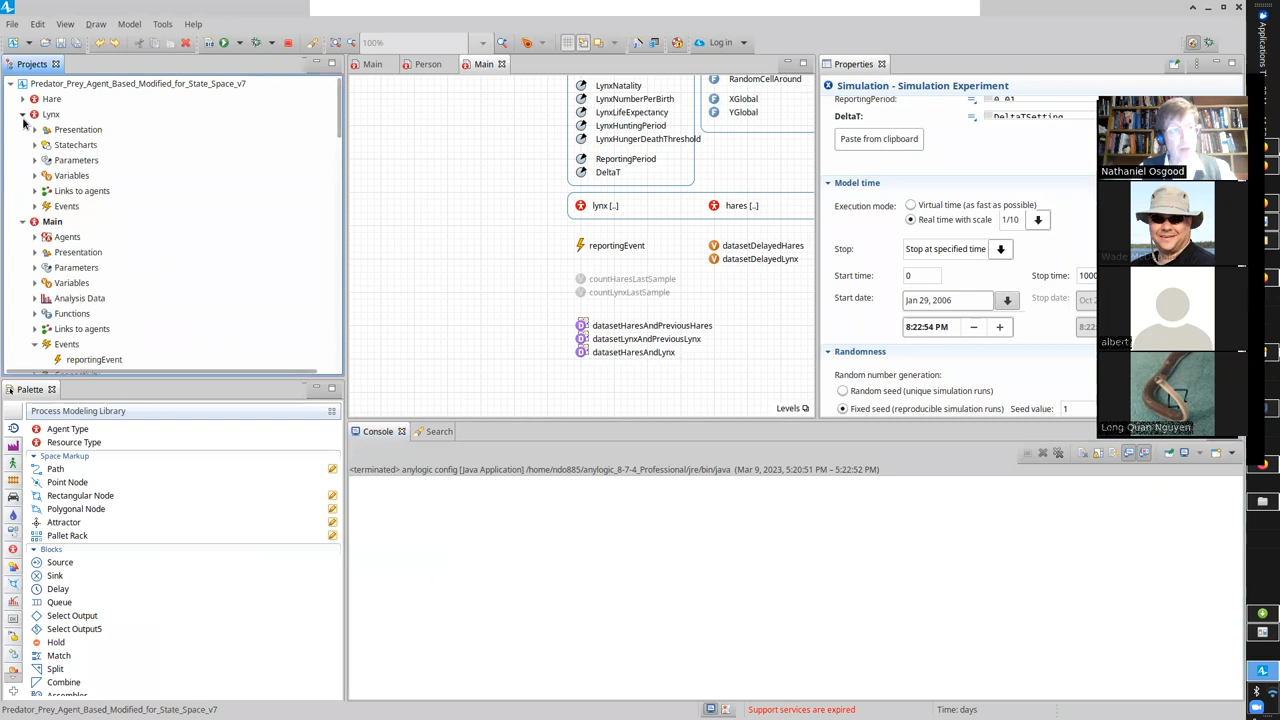 File Edit View Draw Model Tools Help
100% Log in
Projects
Predator_Prey_Agent_Based_Modified_for_State_Space_v7
Hare
Lynx
Presentation
Statecharts
Parameters
Variables
Links to agents
Events
Main
Agents
Presentation
Parameters
Variables
Analysis Data
Functions
Links to agents
Events
reportingEvent
Palette
Process Modeling Library
Agent Type
Resource Type
Space Markup
Path
Point Node
Rectangular Node
Polygonal Node
Attractor
Pallet Rack
Blocks
Source
Sink
Delay
Queue
Select Output
Select Output5
Hold
Match
Split
Combine
Assembler
Main Person Main
LynxNatality
LynxNumberPerBirth
LynxLifeExpectancy
LynxHuntingPeriod
LynxHungerDeathThreshold
ReportingPeriod
DeltaT
RandomCellAround
XGlobal
YGlobal
lynx [..] hares [..]
reportingEvent
datasetDelayedHares
datasetDelayedLynx
countHaresLastSample
countLynxLastSample
datasetHaresAndPreviousHares
datasetLynxAndPreviousLynx
datasetHaresAndLynx
Levels
Properties
Simulation - Simulation Experiment
ReportingPeriod: 0.01
DeltaT: DeltaTSetting
Paste from clipboard
Model time
Execution mode: Virtual time (as fast as possible)
Real time with scale 1/10
Stop: Stop at specified time
Start time: 0 Stop time: 1000
Start date: Jan 29, 2006 Stop date: Oct 2
8:22:54 PM 8:22:
Randomness
Random number generation:
Random seed (unique simulation runs)
Fixed seed (reproducible simulation runs) Seed value: 1
Console Search
<terminated> anylogic config [Java Application] /home/ndo885/anylogic_8-7-4_Professional/jre/bin/java (Mar 9, 2023, 5:20:51 PM – 5:22:52 PM)
Nathaniel Osgood
albert
Long Quan Nguyen
Applications
Predator_Prey_Agent_Based_Modified_for_State_Space_v7
Support services are expired
Time: days